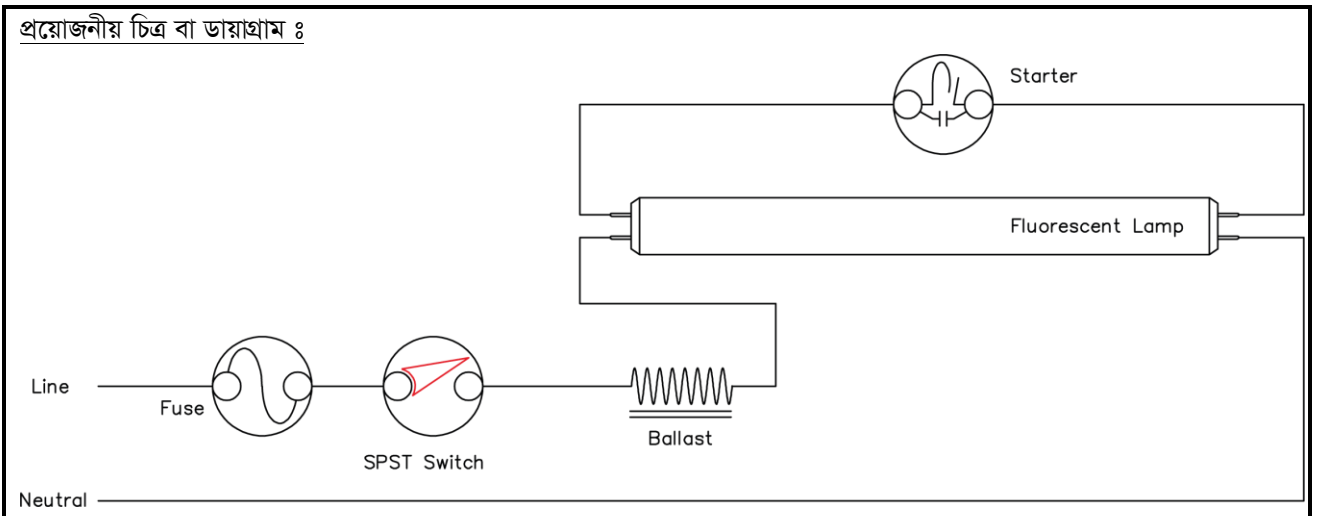 প্রয়োজনীয় চিত্র বা ডায়াগ্রাম ঃ
Starter
Fluorescent Lamp
Line
Fuse
SPST Switch
Ballast
Neutral